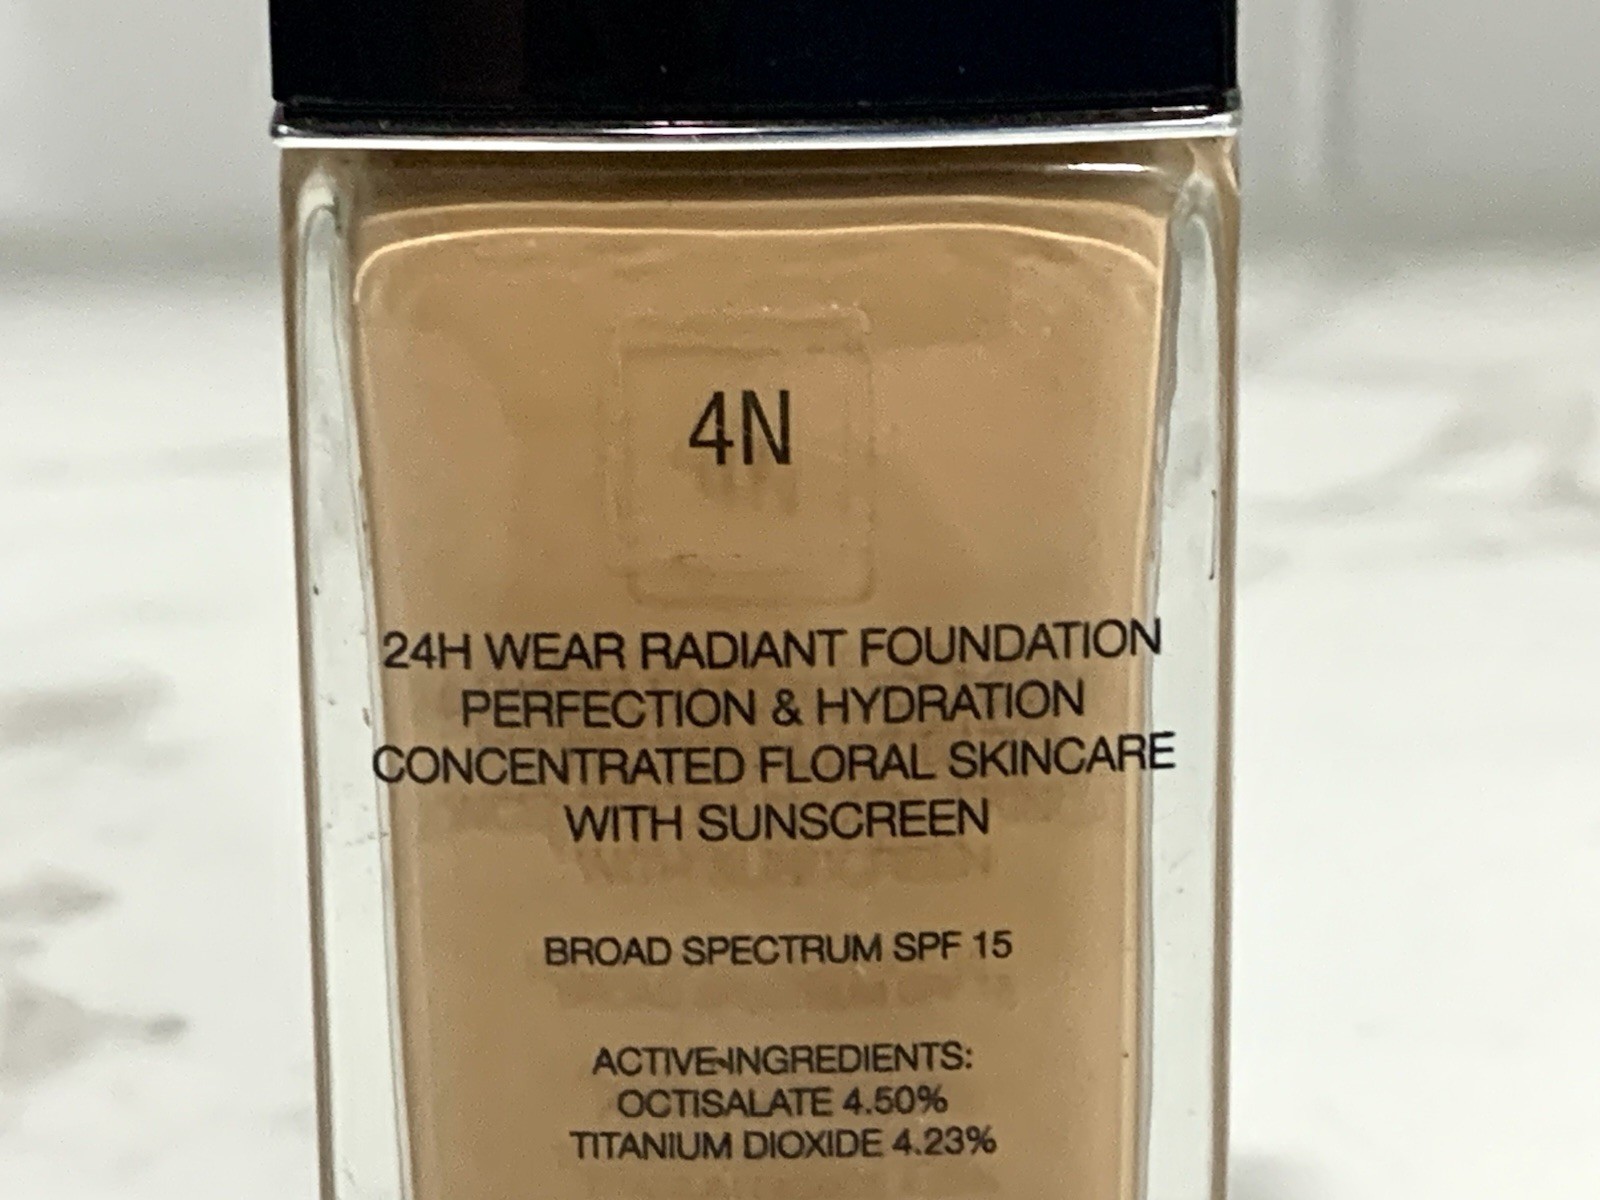 4N
24H WEAR RADIANT FOUNDATION
PERFECTION & HYDRATION
CONCENTRATED FLORAL SKINCARE
WITH SUNSCREEN
BROAD SPECTRUM SPF 15
ACTIVE INGREDIENTS:
OCTISALATE 4.50%
TITANIUM DIOXIDE 4.23%